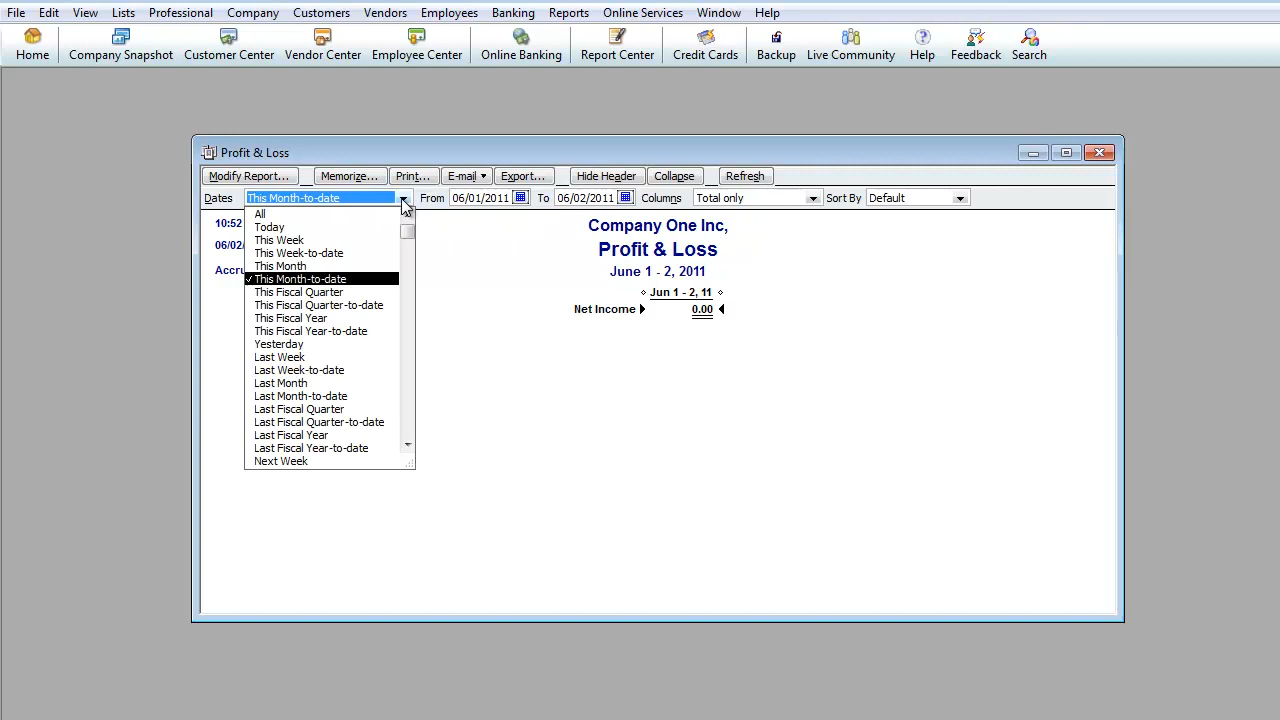 File Edit View Lists Professional Company Customers Vendors Employees Banking Reports Online Services Window Help
Home Company Snapshot Customer Center Vendor Center Employee Center Online Banking Report Center Credit Cards Backup Live Community Help Feedback Search
Profit & Loss
Modify Report... Memorize... Print... E-mail Export... Hide Header Collapse Refresh
Dates This Month-to-date From 06/01/2011 To 06/02/2011 Columns Total only Sort By Default
All
Today
This Week
This Week-to-date
This Month
This Month-to-date
This Fiscal Quarter
This Fiscal Quarter-to-date
This Fiscal Year
This Fiscal Year-to-date
Yesterday
Last Week
Last Week-to-date
Last Month
Last Month-to-date
Last Fiscal Quarter
Last Fiscal Quarter-to-date
Last Fiscal Year
Last Fiscal Year-to-date
Next Week
10:52
06/02/
Accru
Company One Inc,
Profit & Loss
June 1 - 2, 2011
Jun 1 - 2, 11
Net Income 0.00